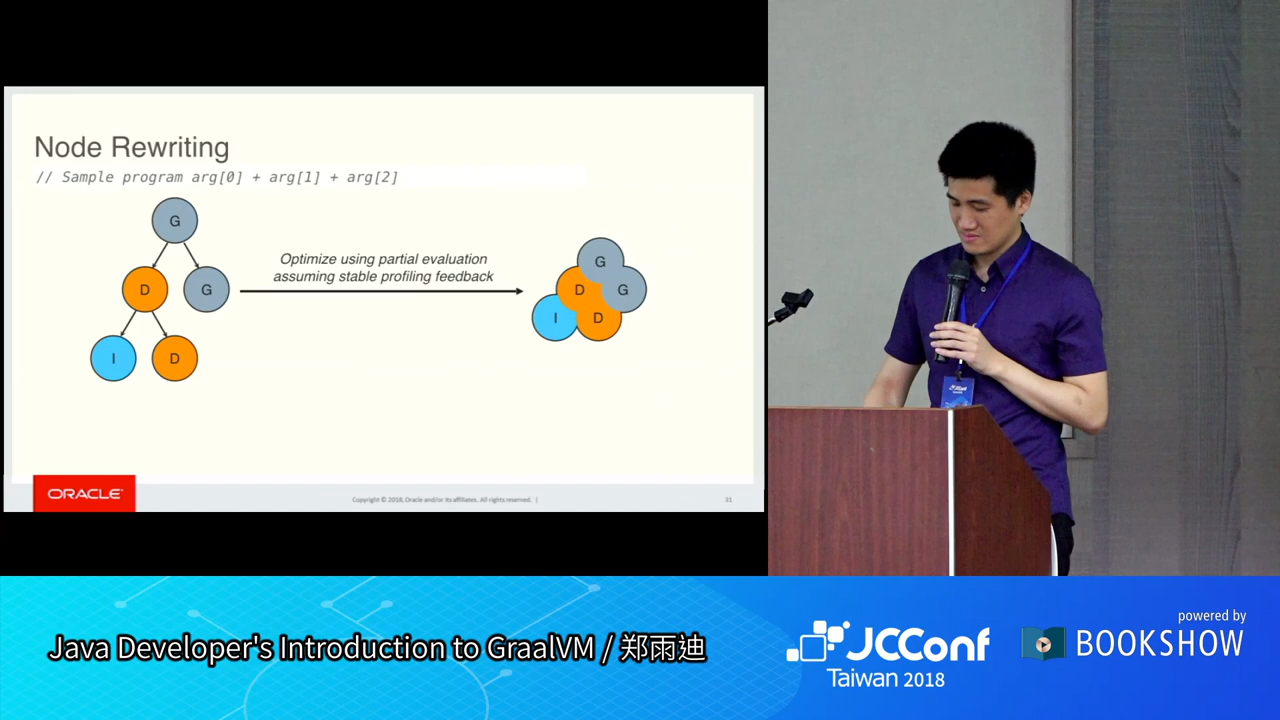 Node Rewriting
// Sample program arg[0] + arg[1] + arg[2]
G
D
G
I
D
Optimize using partial evaluation
assuming stable profiling feedback
G
D
G
I
D
ORACLE
Copyright © 2018, Oracle and/or its affiliates. All rights reserved. |
31
Java Developer's Introduction to GraalVM / 郑雨迪
JCConf
Taiwan 2018
powered by
BOOKSHOW